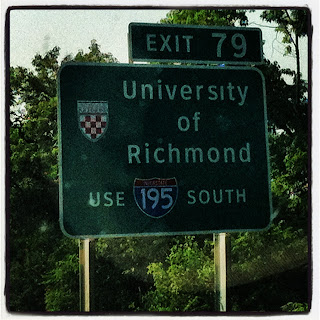 EXIT 79
University
of
Richmond
USE 195 SOUTH